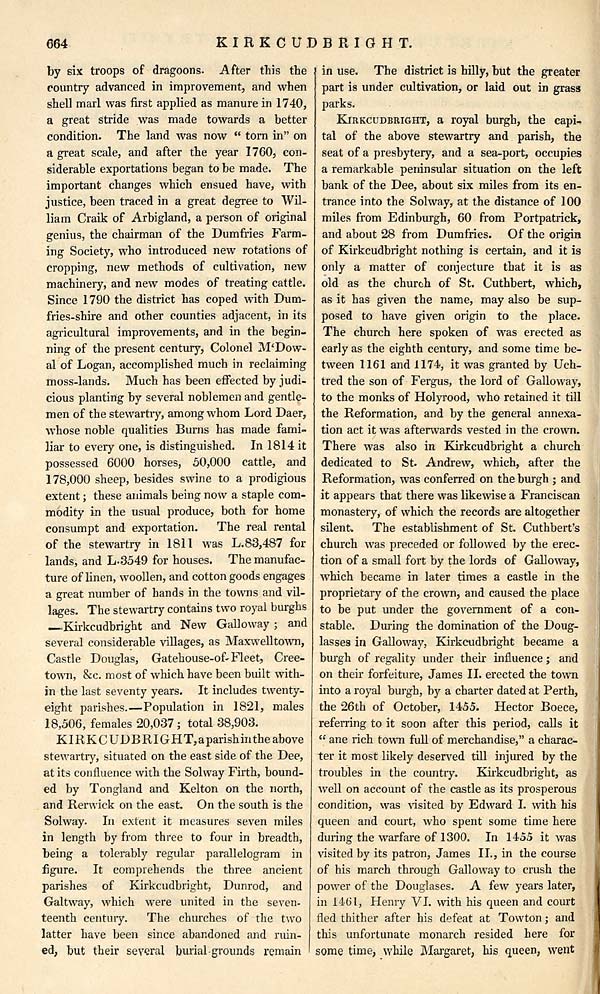 664
KIRKCUDBRIGHT.
by six troops of dragoons. After this the
country advanced in improvement, and when
shell marl was first applied as manure in 1740,
a great stride was made towards a better
condition. The land was now “ torn in” on
a great scale, and after the year 1760, con-
siderable exportations began to be made. The
important changes which ensued have, with
justice, been traced in a great degree to Wil-
liam Craik of Arbigland, a person of original
genius, the chairman of the Dumfries Farm-
ing Society, who introduced new rotations of
cropping, new methods of cultivation, new
machinery, and new modes of treating cattle.
Since 1790 the district has coped with Dum-
fries-shire and other counties adjacent, in its
agricultural improvements, and in the begin-
ning of the present century, Colonel M‘Dow-
al of Logan, accomplished much in reclaiming
moss-lands. Much has been effected by judi-
cious planting by several noblemen and gentle-
men of the stewartry, among whom Lord Daer,
whose noble qualities Burns has made fami-
liar to every one, is distinguished. In 1814 it
possessed 6000 horses, 50,000 cattle, and
178,000 sheep, besides swine to a prodigious
extent; these animals being now a staple com-
modity in the usual produce, both for home
consumpt and exportation. The real rental
of the stewartry in 1811 was L.83,487 for
lands, and L.3549 for houses. The manufac-
ture of linen, woollen, and cotton goods engages
a great number of hands in the towns and vil-
lages. The stewartry contains two royal burghs
—Kirkcudbright and New Galloway; and
several considerable villages, as Maxwelltown,
Castle Douglas, Gatehouse-of-Fleet, Cree-
town, &c. most of which have been built with-
in the last seventy years. It includes twenty-
eight parishes.—Population in 1821, males
18,506, females 20,037; total 38,903.
KIRKCUDBRIGHT, a parish in the above
stewartry, situated on the east side of the Dee,
at its confluence with the Solway Firth, bound-
ed by Tongland and Kelton on the north,
and Rerwick on the east. On the south is the
Solway. In extent it measures seven miles
in length by from three to four in breadth,
being a tolerably regular parallelogram in
figure. It comprehends the three ancient
parishes of Kirkcudbright, Dunrod, and
Galtway, which were united in the seven-
teenth century. The churches of the two
latter have been since abandoned and ruin-
ed, but their several burial-grounds remain
in use. The district is hilly, but the greater
part is under cultivation, or laid out in grass
parks.
KIRKCUDBRIGHT, a royal burgh, the capi-
tal of the above stewartry and parish, the
seat of a presbytery, and a sea-port, occupies
a remarkable peninsular situation on the left
bank of the Dee, about six miles from its en-
trance into the Solway, at the distance of 100
miles from Edinburgh, 60 from Portpatrick,
and about 28 from Dumfries. Of the origin
of Kirkcudbright nothing is certain, and it is
only a matter of conjecture that it is as
old as the church of St. Cuthbert, which,
as it has given the name, may also be sup-
posed to have given origin to the place.
The church here spoken of was erected as
early as the eighth century, and some time be-
tween 1161 and 1174, it was granted by Uch-
tred the son of Fergus, the lord of Galloway,
to the monks of Holyrood, who retained it till
the Reformation, and by the general annexa-
tion act it was afterwards vested in the crown.
There was also in Kirkcudbright a church
dedicated to St. Andrew, which, after the
Reformation, was conferred on the burgh; and
it appears that there was likewise a Franciscan
monastery, of which the records are altogether
silent. The establishment of St. Cuthbert's
church was preceded or followed by the erec-
tion of a small fort by the lords of Galloway,
which became in later times a castle in the
proprietary of the crown, and caused the place
to be put under the government of a con-
stable. During the domination of the Doug-
lasses in Galloway, Kirkcudbright became a
burgh of regality under their influence; and
on their forfeiture, James II. erected the town
into a royal burgh, by a charter dated at Perth,
the 26th of October, 1455. Hector Boece,
referring to it soon after this period, calls it
“ ane rich town full of merchandise,” a charac-
ter it most likely deserved till injured by the
troubles in the country. Kirkcudbright, as
well on account of the castle as its prosperous
condition, was visited by Edward I. with his
queen and court, who spent some time here
during the warfare of 1300. In 1455 it was
visited by its patron, James II., in the course
of his march through Galloway to crush the
power of the Douglases. A few years later,
in 1461, Henry VI. with his queen and court
fled thither after his defeat at Towton; and
this unfortunate monarch resided here for
some time, while Margaret, his queen, went